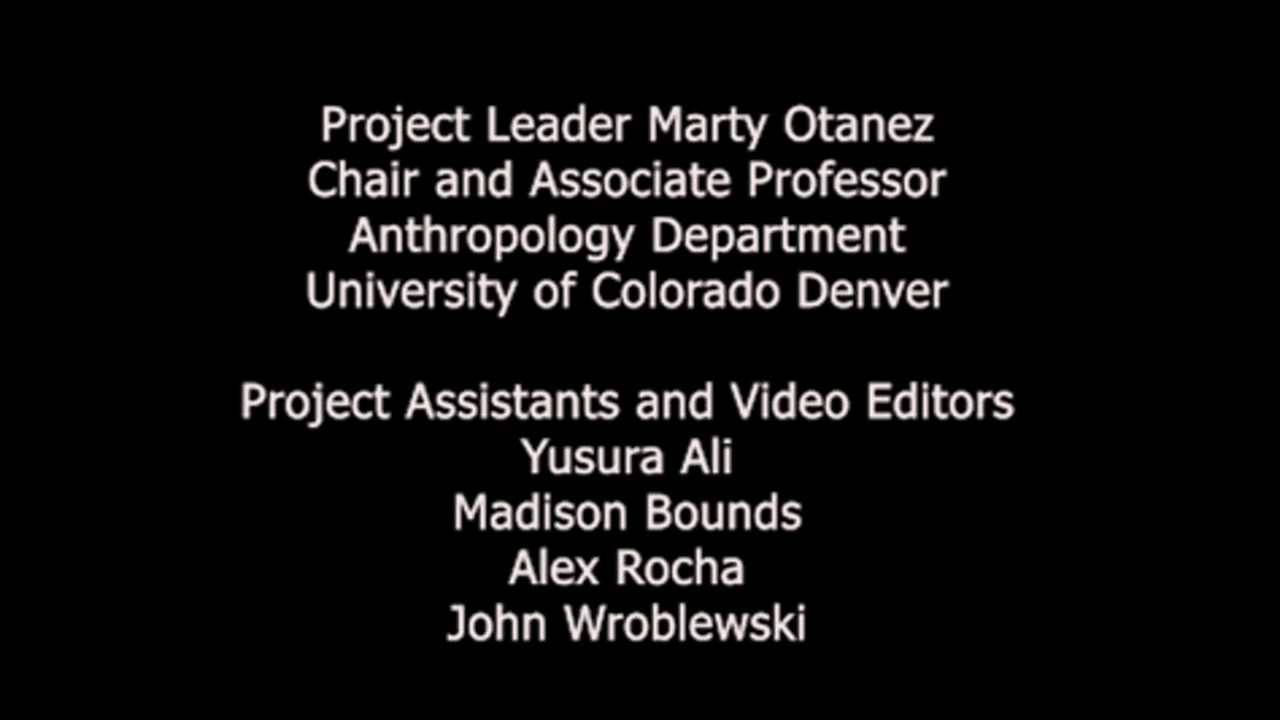 Project Leader Marty Otanez
Chair and Associate Professor
Anthropology Department
University of Colorado Denver
Project Assistants and Video Editors
Yusura Ali
Madison Bounds
Alex Rocha
John Wroblewski